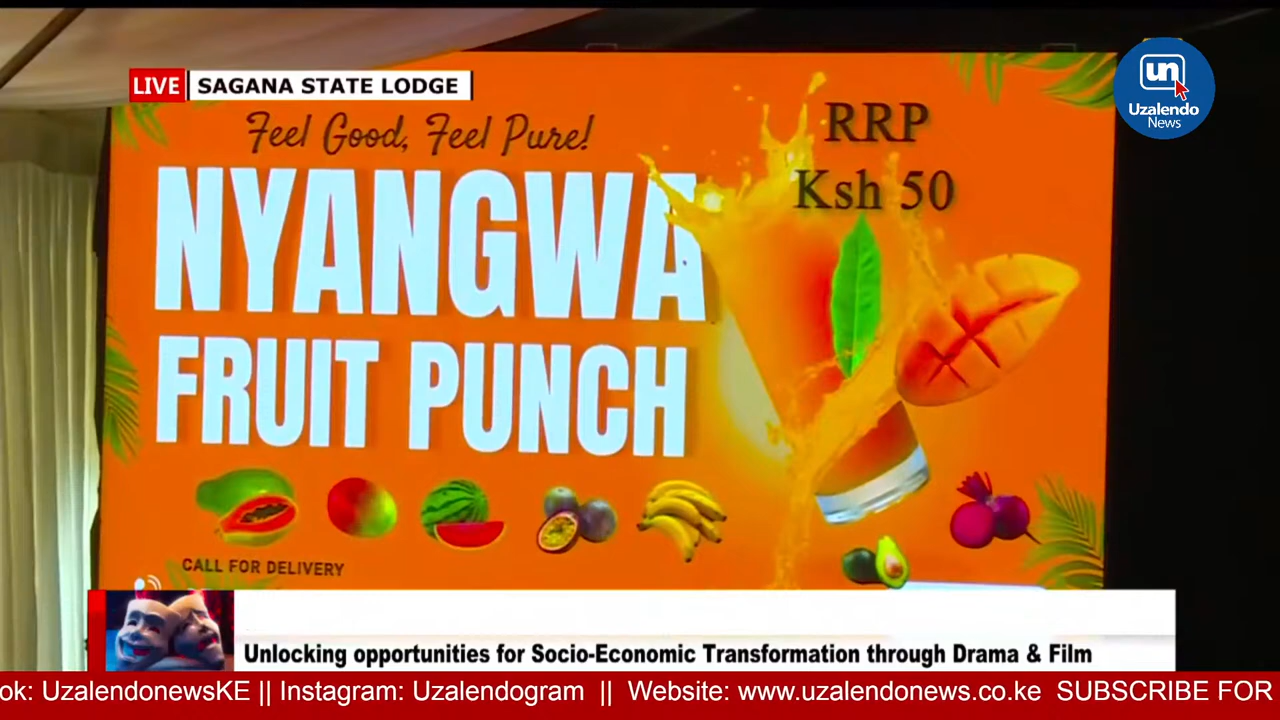 LIVE SAGANA STATE LODGE
un
Uzalendo
News
Feel Good, Feel Pure!
RRP
Ksh 50
NYANGWA
FRUIT PUNCH
CALL FOR DELIVERY
Unlocking opportunities for Socio-Economic Transformation through Drama & Film
ok: UzalendonewsKE || Instagram: Uzalendogram || Website: www.uzalendonews.co.ke SUBSCRIBE FOR